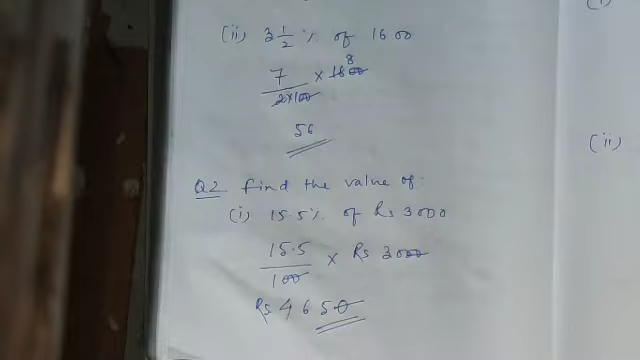 (i)
(ii) 3 1/2 % of 1600
7/2×100 × 1600 8
56
(ii)
Q2 Find the value of:
(i) 15.5% of Rs 3000
15.5/100 × Rs 3000
Rs 4650